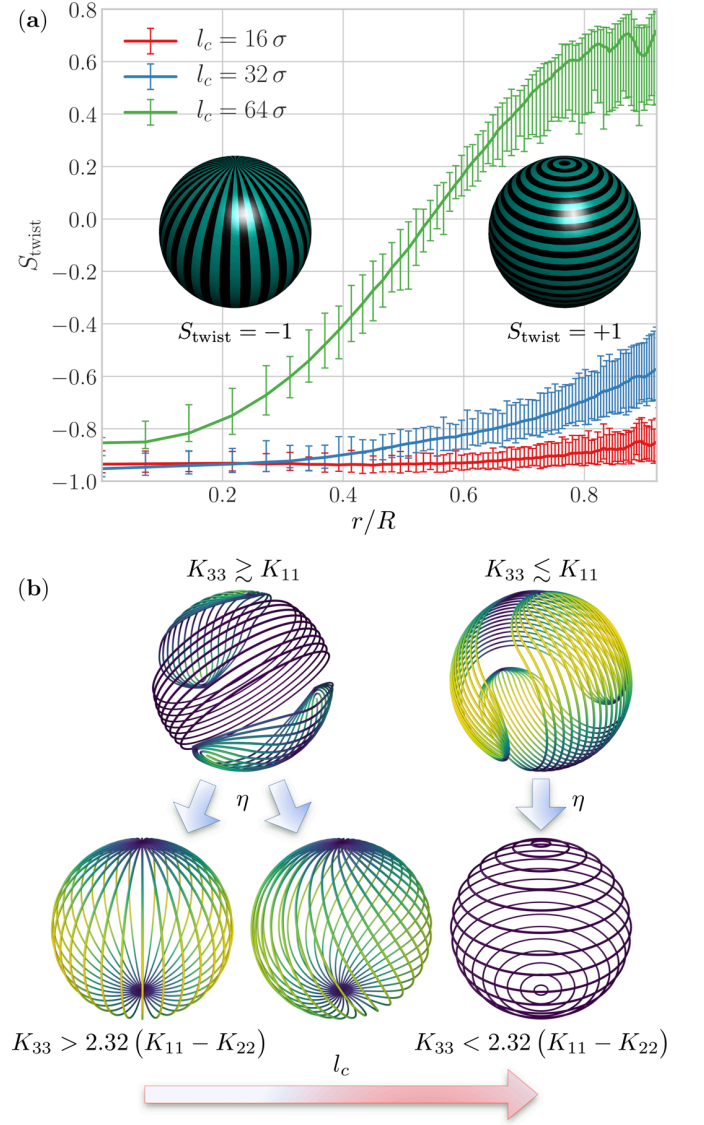 (a)
0.8
0.6
0.4
0.2
0.0
−0.2
−0.4
−0.6
−0.8
−1.0
S_twist
l_c = 16 σ
l_c = 32 σ
l_c = 64 σ
S_twist = −1
S_twist = +1
0.2 0.4 0.6 0.8
r/R
(b)
K_33 ≳ K_11
K_33 ≲ K_11
η
η
K_33 > 2.32 (K_11 − K_22)
K_33 < 2.32 (K_11 − K_22)
l_c